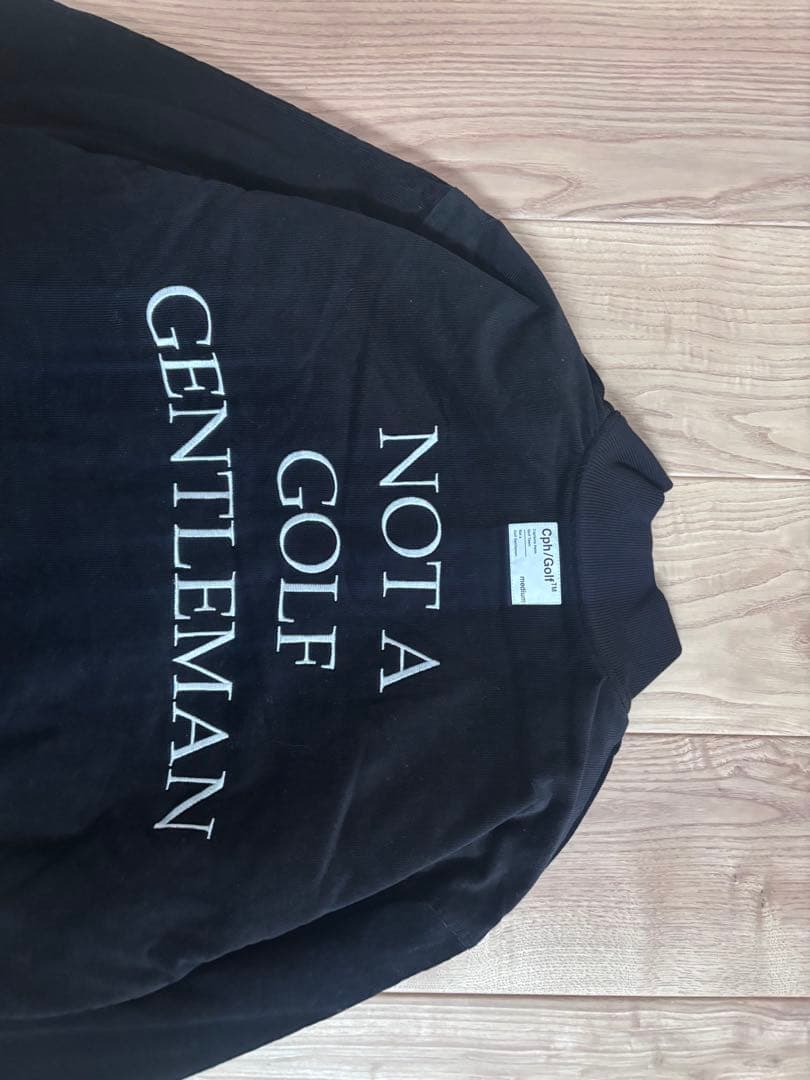 Cph/Golf™
medium
NOT A
GOLF
GENTLEMAN